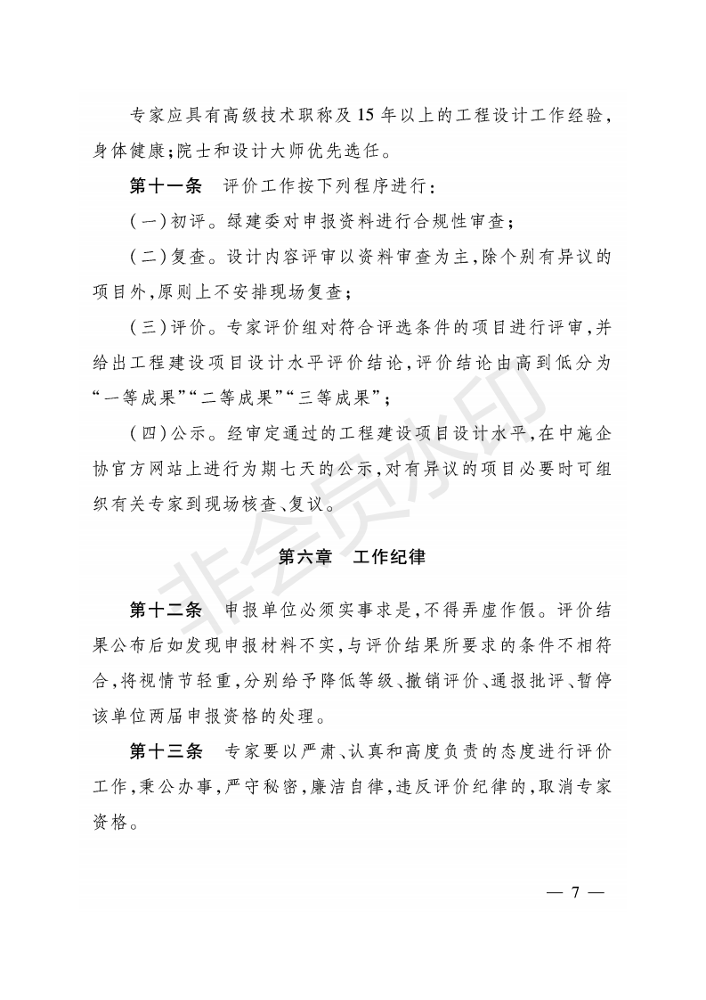 专家应具有高级技术职称及 15 年以上的工程设计工作经验，
身体健康；院士和设计大师优先选任。
第十一条　评价工作按下列程序进行：
（一）初评。绿建委对申报资料进行合规性审查；
（二）复查。设计内容评审以资料审查为主，除个别有异议的
项目外，原则上不安排现场复查；
（三）评价。专家评价组对符合评选条件的项目进行评审，并
给出工程建设项目设计水平评价结论，评价结论由高到低分为
“一等成果”“二等成果”“三等成果”；
（四）公示。经审定通过的工程建设项目设计水平，在中施企
协官方网站上进行为期七天的公示，对有异议的项目必要时可组
织有关专家到现场核查、复议。
非会员水印
第六章　工作纪律
第十二条　申报单位必须实事求是，不得弄虚作假。评价结
果公布后如发现申报材料不实，与评价结果所要求的条件不相符
合，将视情节轻重，分别给予降低等级、撤销评价、通报批评、暂停
该单位两届申报资格的处理。
第十三条　专家要以严肃、认真和高度负责的态度进行评价
工作，秉公办事，严守秘密，廉洁自律，违反评价纪律的，取消专家
资格。
— 7 —